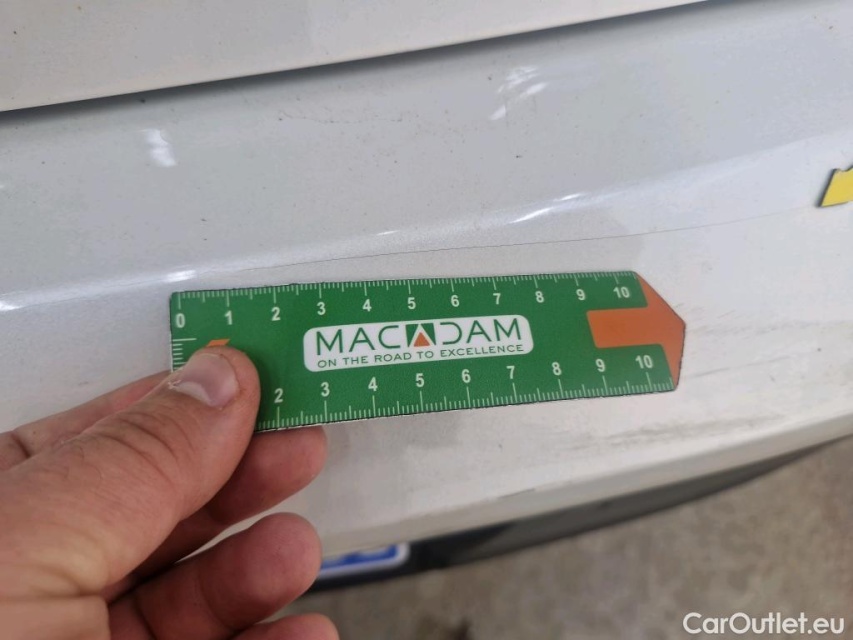 0 1 2 3 4 5 6 7 8 9 10
MACADAM
ON THE ROAD TO EXCELLENCE
2 3 4 5 6 7 8 9 10
CarOutlet.eu